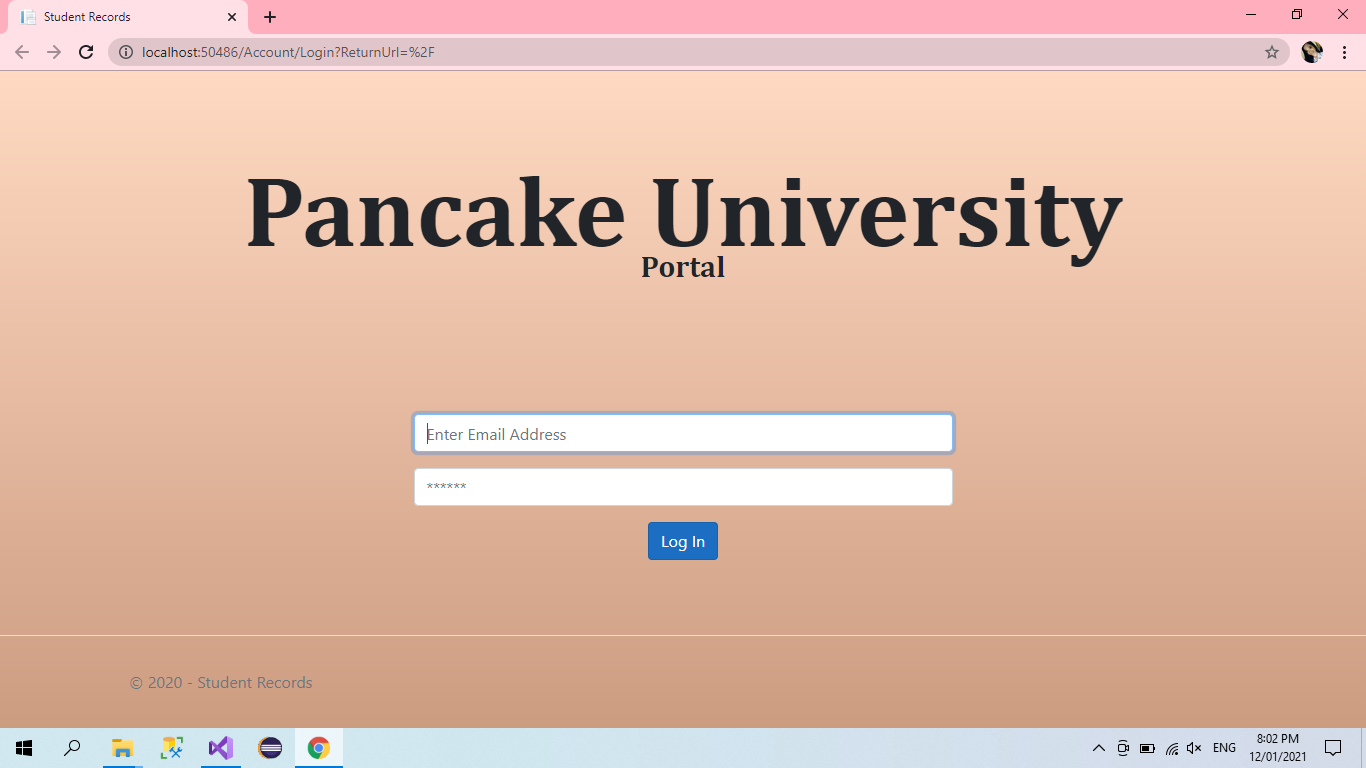 Student Records
localhost:50486/Account/Login?ReturnUrl=%2F
Pancake University
Portal
Enter Email Address
******
Log In
© 2020 - Student Records
8:02 PM
ENG
12/01/2021